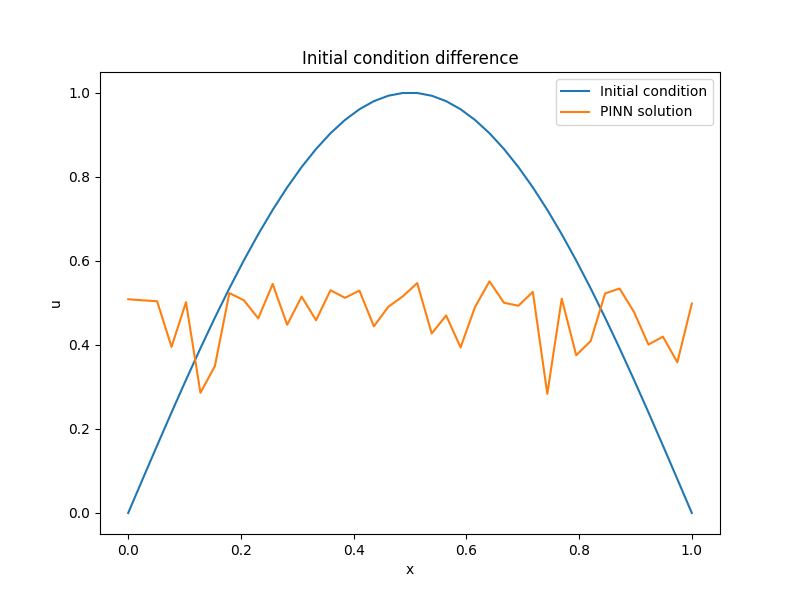 Initial condition difference
Initial condition
PINN solution
1.0
0.8
0.6
0.4
0.2
0.0
u
0.0 0.2 0.4 0.6 0.8 1.0
x